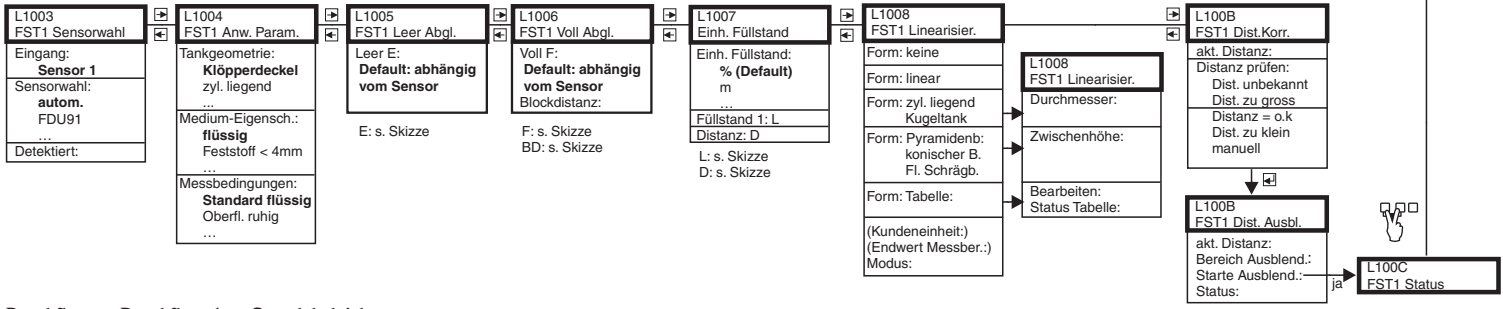 L1003
FST1 Sensorwahl
Eingang:
Sensor 1
Sensorwahl:
autom.
FDU91
...
Detektiert:
L1004
FST1 Anw. Param.
Tankgeometrie:
Klöpperdeckel
zyl. liegend
...
Medium-Eigensch.:
flüssig
Feststoff < 4mm
...
Messbedingungen:
Standard flüssig
Oberfl. ruhig
...
L1005
FST1 Leer Abgl.
Leer E:
Default: abhängig
vom Sensor
E: s. Skizze
L1006
FST1 Voll Abgl.
Voll F:
Default: abhängig
vom Sensor
Blockdistanz:
F: s. Skizze
BD: s. Skizze
L1007
Einh. Füllstand
Einh. Füllstand:
% (Default)
m
...
Füllstand 1: L
Distanz: D
L: s. Skizze
D: s. Skizze
L1008
FST1 Linearisier.
Form: keine
Form: linear
Form: zyl. liegend
Kugeltank
Form: Pyramidenb:
konischer B.
Fl. Schrägb.
Form: Tabelle:
(Kundeneinheit:)
(Endwert Messber.:)
Modus:
L1008
FST1 Linearisier.
Durchmesser:
Zwischenhöhe:
Bearbeiten:
Status Tabelle:
L100B
FST1 Dist.Korr.
akt. Distanz:
Distanz prüfen:
Dist. unbekannt
Dist. zu gross
Distanz = o.k
Dist. zu klein
manuell
L100B
FST1 Dist. Ausbl.
akt. Distanz:
Bereich Ausblend.:
Starte Ausblend.:
Status:
ja
L100C
FST1 Status